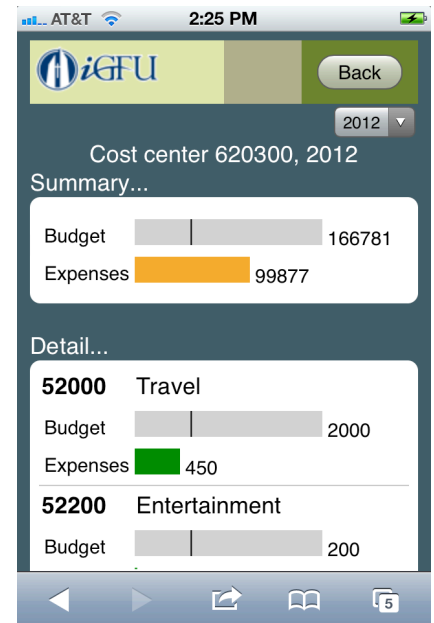 AT&T 2:25 PM
iGFU Back
2012
Cost center 620300, 2012
Summary...
Budget 166781
Expenses 99877
Detail...
52000 Travel
Budget 2000
Expenses 450
52200 Entertainment
Budget 200
5